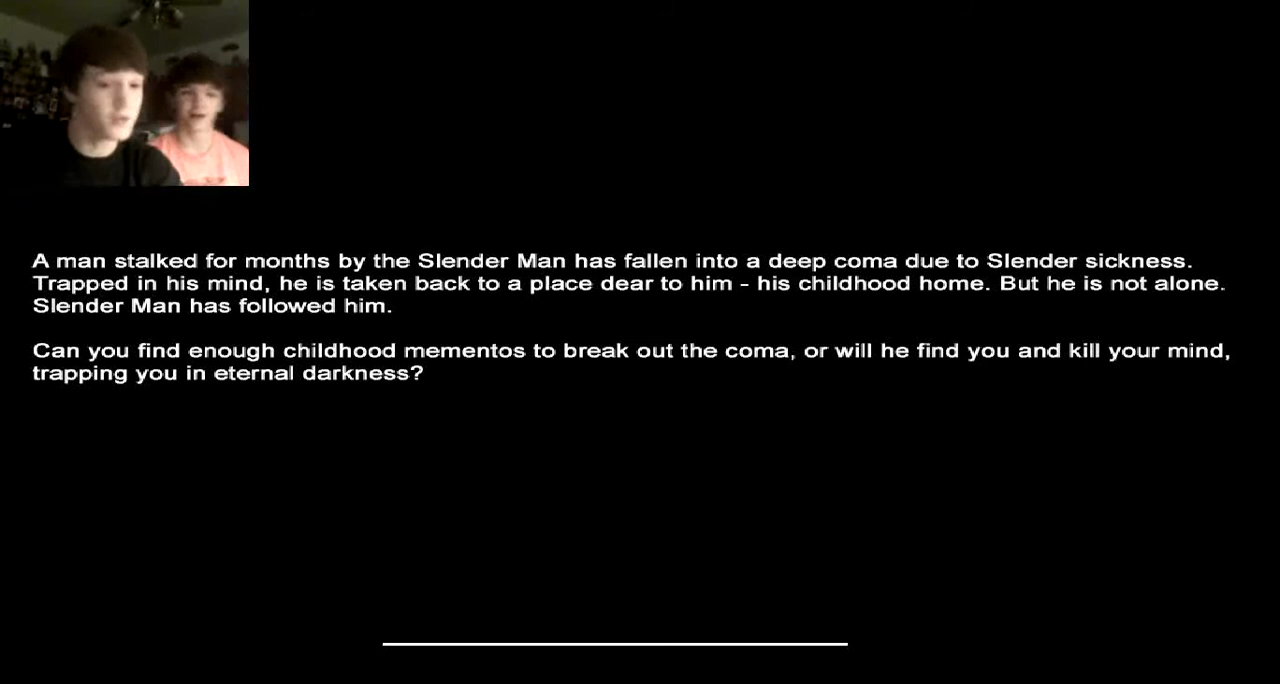 A man stalked for months by the Slender Man has fallen into a deep coma due to Slender sickness.
Trapped in his mind, he is taken back to a place dear to him - his childhood home. But he is not alone.
Slender Man has followed him.
Can you find enough childhood mementos to break out the coma, or will he find you and kill your mind,
trapping you in eternal darkness?